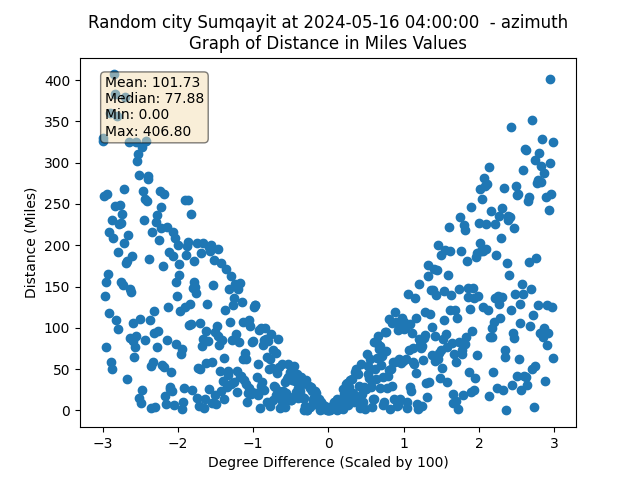 Random city Sumqayit at 2024-05-16 04:00:00 - azimuth
Graph of Distance in Miles Values
Mean: 101.73
Median: 77.88
Min: 0.00
Max: 406.80
Distance (Miles)
400
350
300
250
200
150
100
50
0
−3 −2 −1 0 1 2 3
Degree Difference (Scaled by 100)